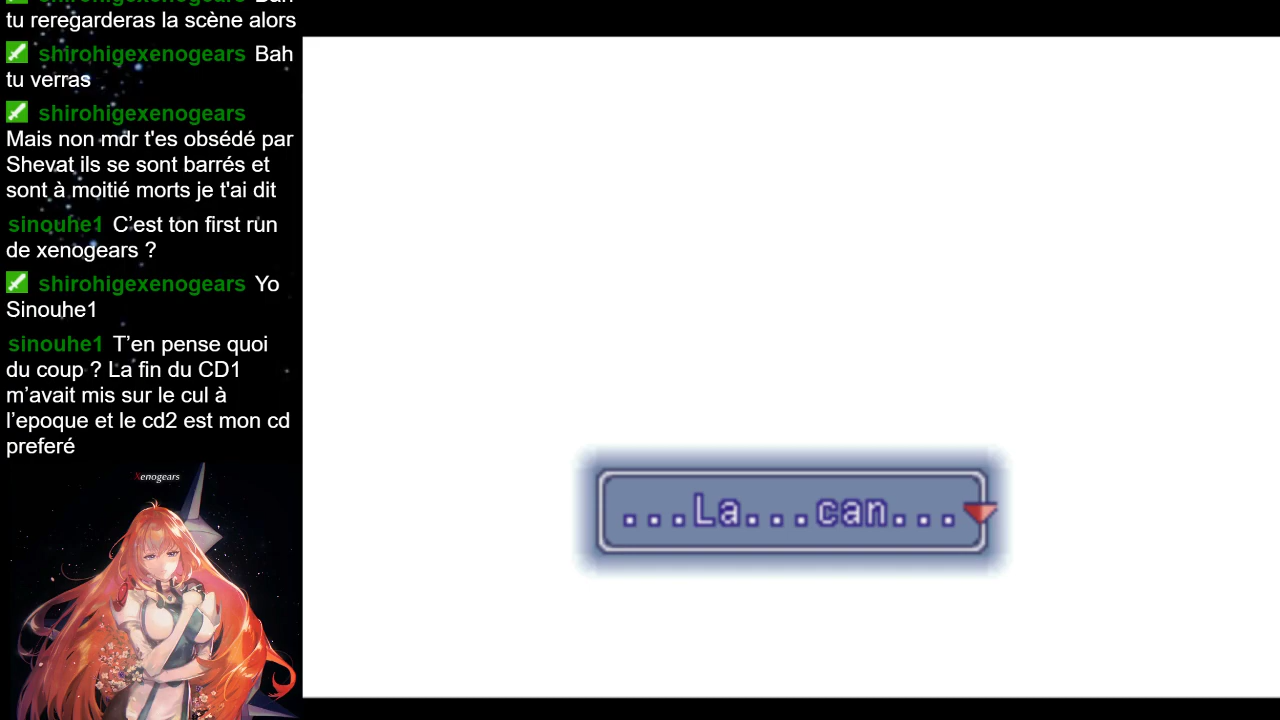 shirohigexenogears Bah
tu reregarderas la scène alors
shirohigexenogears Bah
tu verras
shirohigexenogears
Mais non mdr t'es obsédé par
Shevat ils se sont barrés et
sont à moitié morts je t'ai dit
sinouhe1 C’est ton first run
de xenogears ?
shirohigexenogears Yo
Sinouhe1
sinouhe1 T’en pense quoi
du coup ? La fin du CD1
m’avait mis sur le cul à
l’epoque et le cd2 est mon cd
preferé
Xenogears
...La...can...